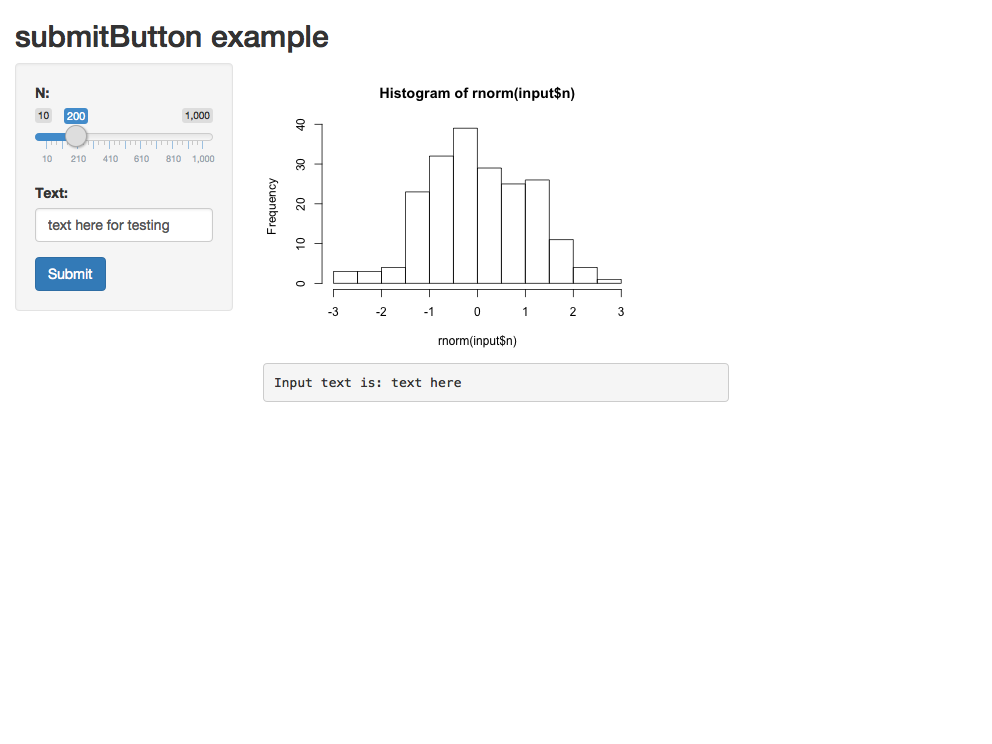 submitButton example
N:
10 200 1,000
10 210 410 610 810 1,000
Text:
text here for testing
Submit
Histogram of rnorm(input$n)
Frequency
40
30
20
10
0
-3 -2 -1 0 1 2 3
rnorm(input$n)
Input text is: text here